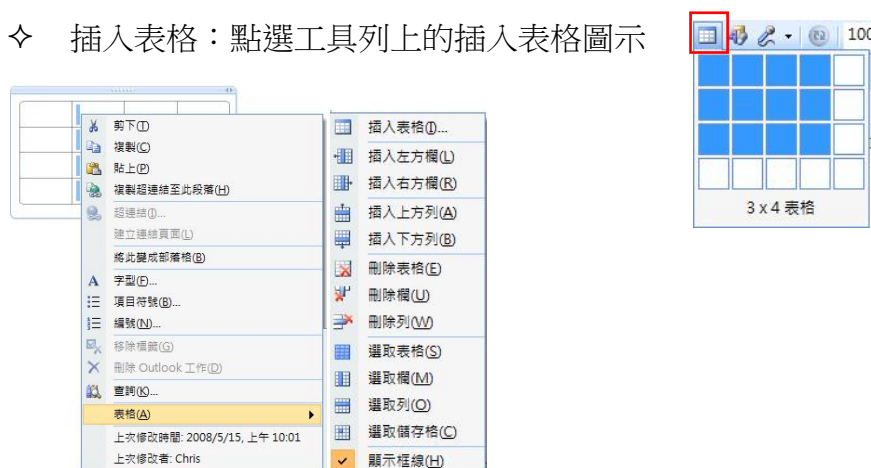 ✧ 插入表格：點選工具列上的插入表格圖示
100
3 x 4 表格
剪下(T)
複製(C)
貼上(P)
複製超連結至此段落(H)
超連結(I)...
建立連結頁面(L)
將此變成部落格(B)
字型(F)...
項目符號(B)...
編號(N)...
移除標籤(G)
刪除 Outlook 工作(D)
查詢(K)...
表格(A)
上次修改時間: 2008/5/15, 上午 10:01
上次修改者: Chris
插入表格(I)...
插入左方欄(L)
插入右方欄(R)
插入上方列(A)
插入下方列(B)
刪除表格(E)
刪除欄(U)
刪除列(W)
選取表格(S)
選取欄(M)
選取列(O)
選取儲存格(C)
顯示框線(H)